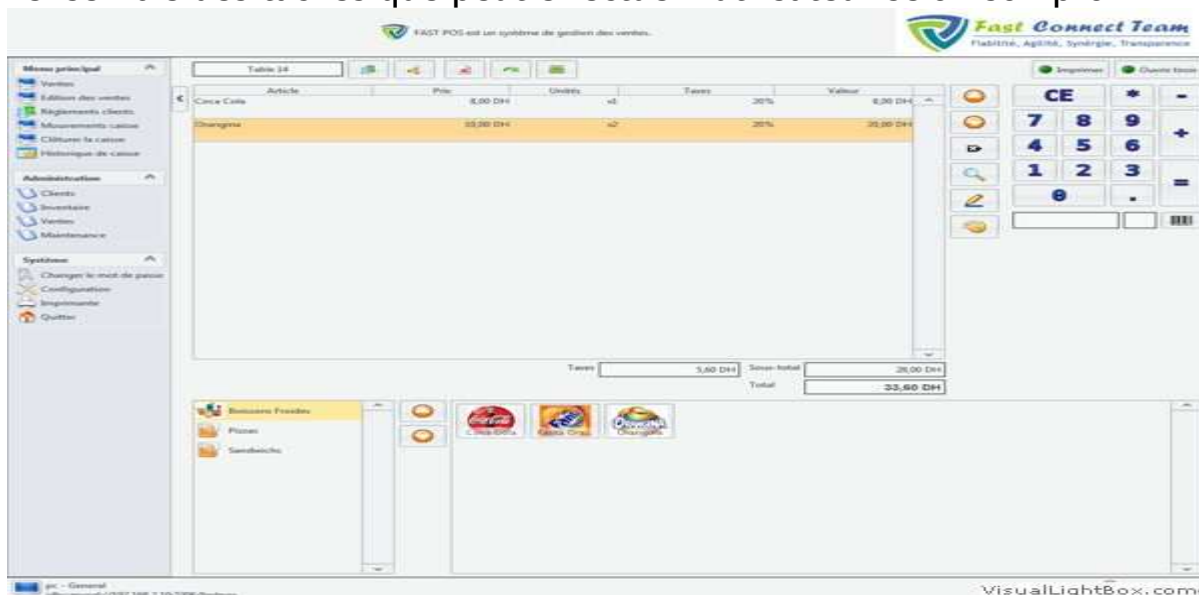 FAST POS est un système de gestion des ventes.
Fast Connect Team
Fiabilité, Agilité, Synérgie, Transparence
Menu principal
Ventes
Edition des ventes
Règlements clients
Mouvements caisse
Clôturer la caisse
Historique de caisse
Administration
Clients
Inventaire
Ventes
Maintenance
Système
Changer le mot de passe
Configuration
Imprimante
Quitter
Table 14
Imprimer
Article Prix Unités Taxes Valeur
Coca Cola 8,00 DH x1 20% 8,00 DH
Orangina 10,00 DH x2 20% 20,00 DH
CE * -
7 8 9 +
4 5 6
1 2 3 =
0 .
Taxes 5,60 DH Sous-total 28,00 DH
Total 33,60 DH
Boissons Froides
Pizzas
Sandwichs
Coca-Cola
Orangina
pc - General
VisualLightBox.com